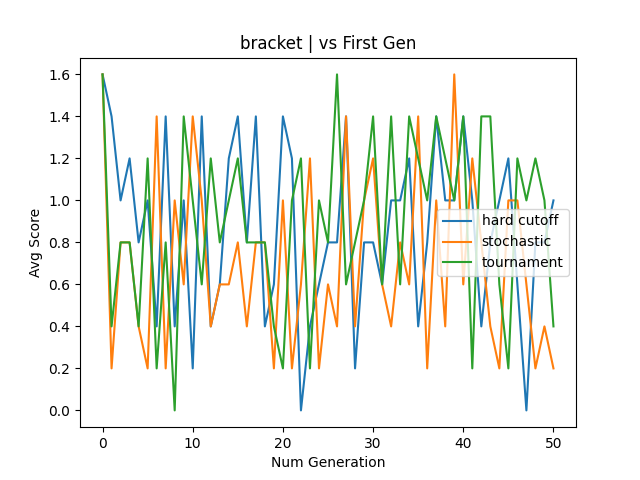 bracket | vs First Gen
1.6
1.4
1.2
1.0
0.8
0.6
0.4
0.2
0.0
Avg Score
hard cutoff
stochastic
tournament
0 10 20 30 40 50
Num Generation